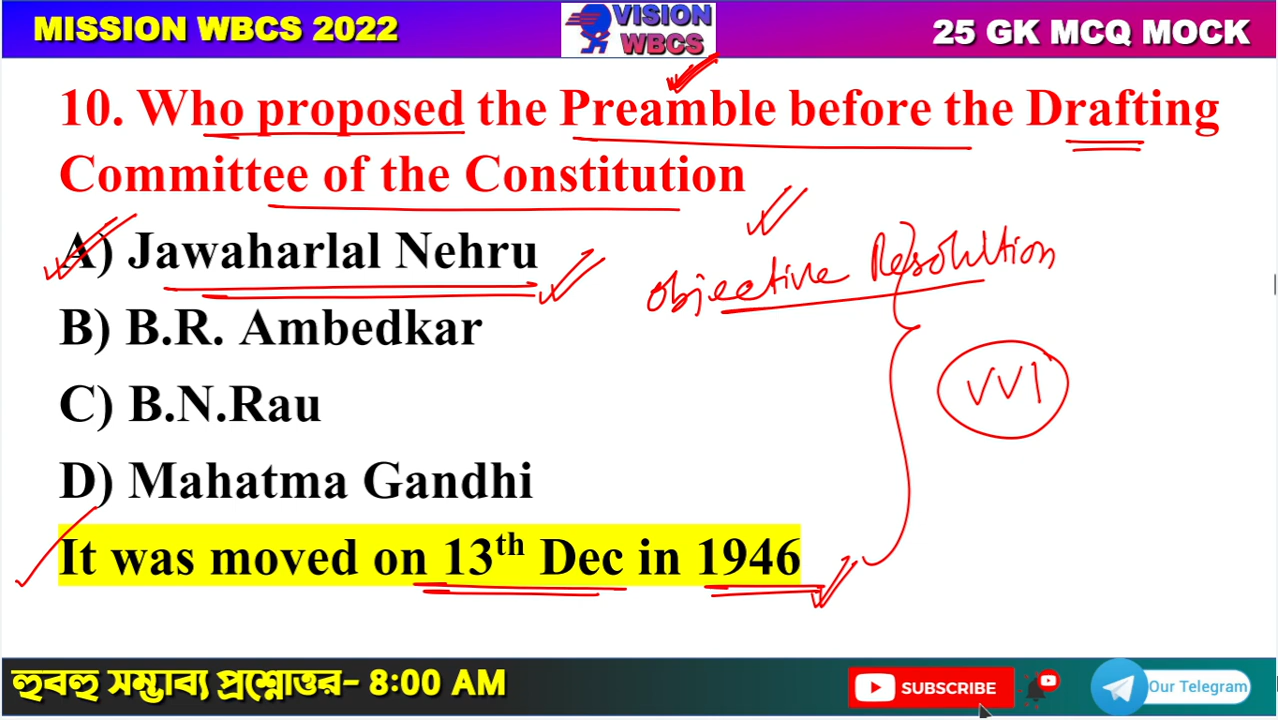 MISSION WBCS 2022
VISION
WBCS
25 GK MCQ MOCK
10. Who proposed the Preamble before the Drafting
Committee of the Constitution
A) Jawaharlal Nehru
Objective Resolution
B) B.R. Ambedkar
VVI
C) B.N.Rau
D) Mahatma Gandhi
It was moved on 13th Dec in 1946
হুবহু সম্ভাব্য প্রশ্নোত্তর- 8:00 AM
SUBSCRIBE
Our Telegram